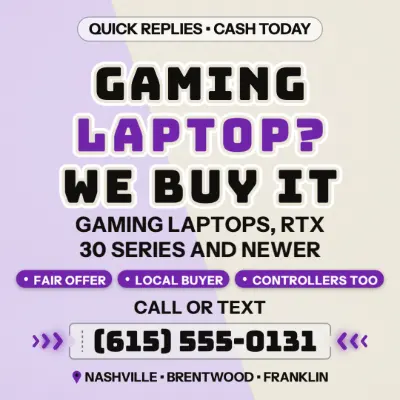 QUICK REPLIES • CASH TODAY
GAMING
LAPTOP?
WE BUY IT
GAMING LAPTOPS, RTX
30 SERIES AND NEWER
• FAIR OFFER • LOCAL BUYER • CONTROLLERS TOO
CALL OR TEXT
(615) 555-0131
NASHVILLE • BRENTWOOD • FRANKLIN